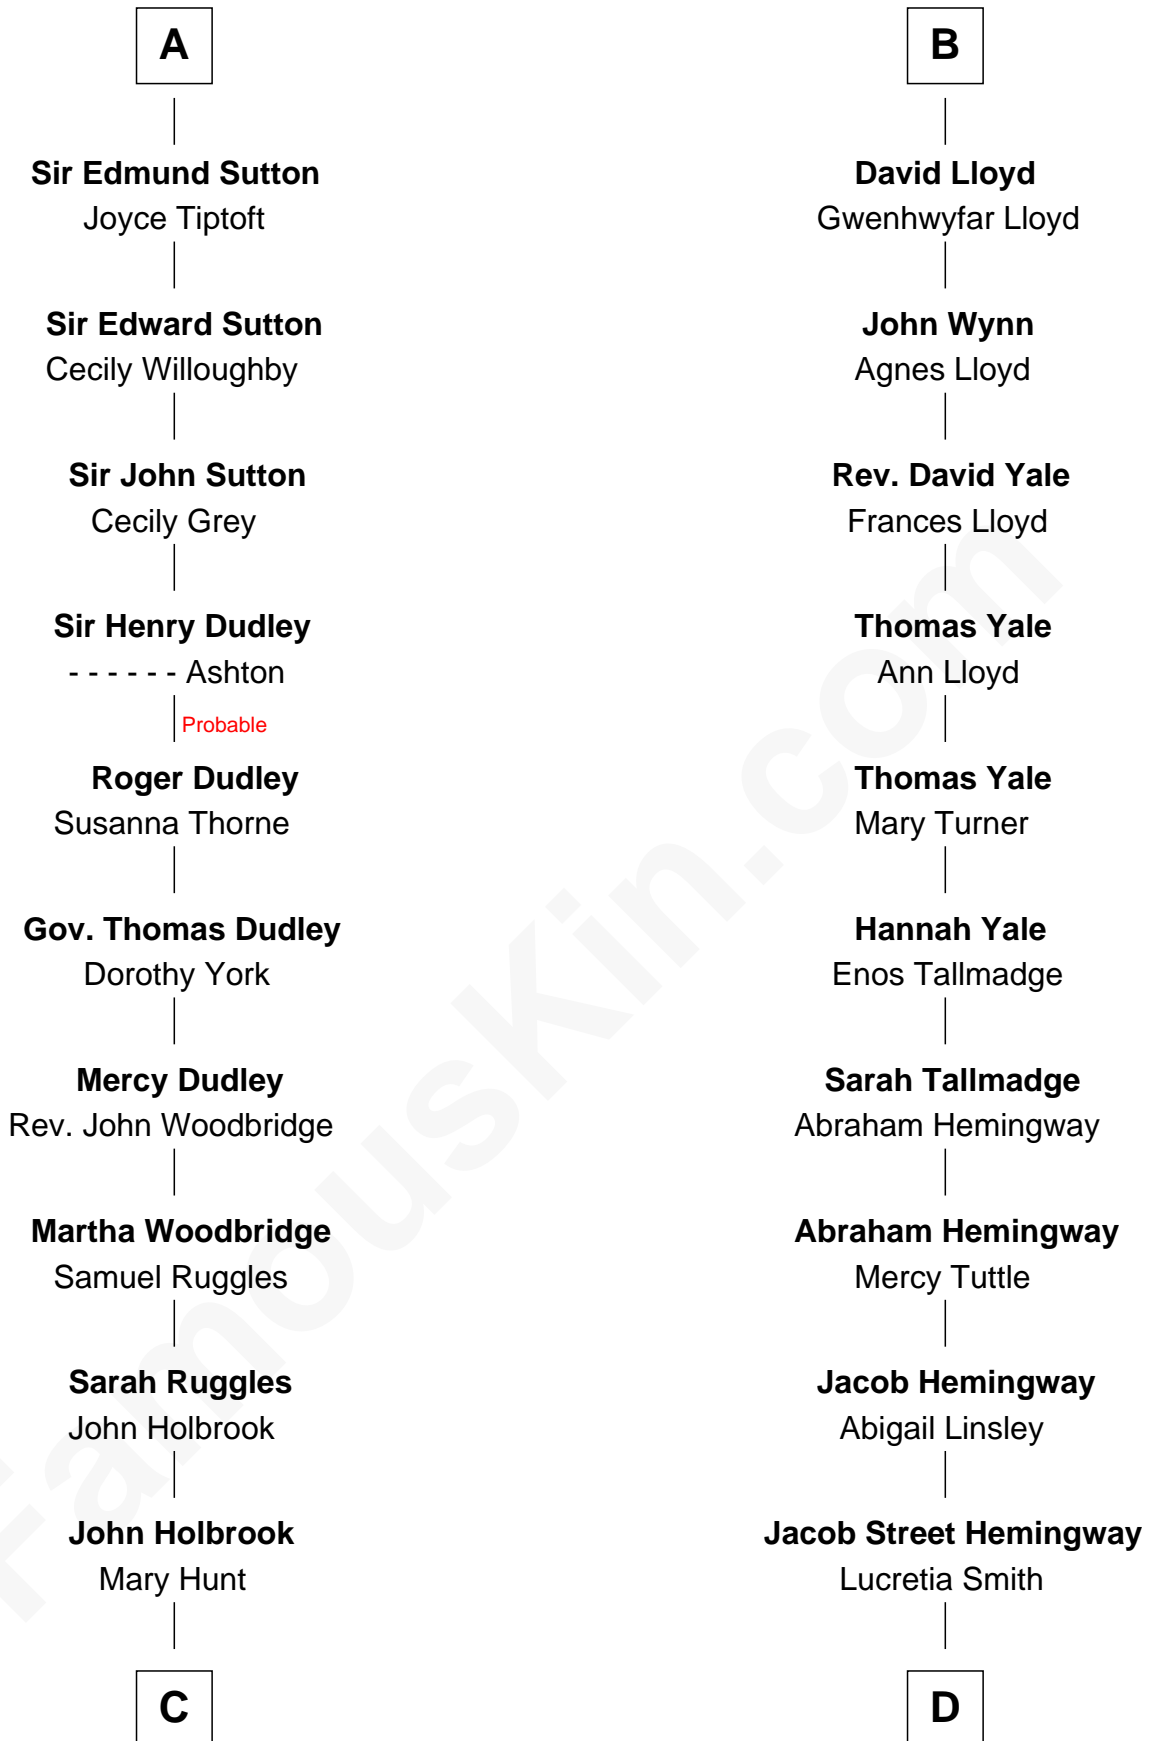 A
Sir Edmund Sutton
Joyce Tiptoft
Sir Edward Sutton
Cecily Willoughby
Sir John Sutton
Cecily Grey
Sir Henry Dudley
- - - - - - Ashton
Probable
Roger Dudley
Susanna Thorne
Gov. Thomas Dudley
Dorothy York
Mercy Dudley
Rev. John Woodbridge
Martha Woodbridge
Samuel Ruggles
Sarah Ruggles
John Holbrook
John Holbrook
Mary Hunt
C
B
David Lloyd
Gwenhwyfar Lloyd
John Wynn
Agnes Lloyd
Rev. David Yale
Frances Lloyd
Thomas Yale
Ann Lloyd
Thomas Yale
Mary Turner
Hannah Yale
Enos Tallmadge
Sarah Tallmadge
Abraham Hemingway
Abraham Hemingway
Mercy Tuttle
Jacob Hemingway
Abigail Linsley
Jacob Street Hemingway
Lucretia Smith
D
FamousKin.com